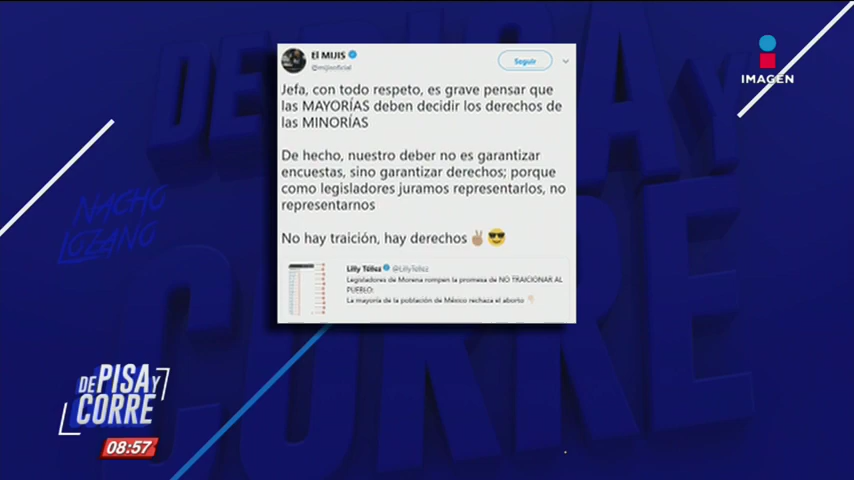 IMAGEN
El MIJIS
@mijisoficial
Seguir
Jefa, con todo respeto, es grave pensar que
las MAYORÍAS deben decidir los derechos de
las MINORÍAS
De hecho, nuestro deber no es garantizar
encuestas, sino garantizar derechos; porque
como legisladores juramos representarlos, no
representarnos
No hay traición, hay derechos ✌🏽😎
Lilly Téllez @LillyTellez
Legisladores de Morena rompen la promesa de NO TRAICIONAR AL
PUEBLO.
La mayoría de la población de México rechaza el aborto
NACHO
LOZANO
DE PISA Y
CORRE
08:57